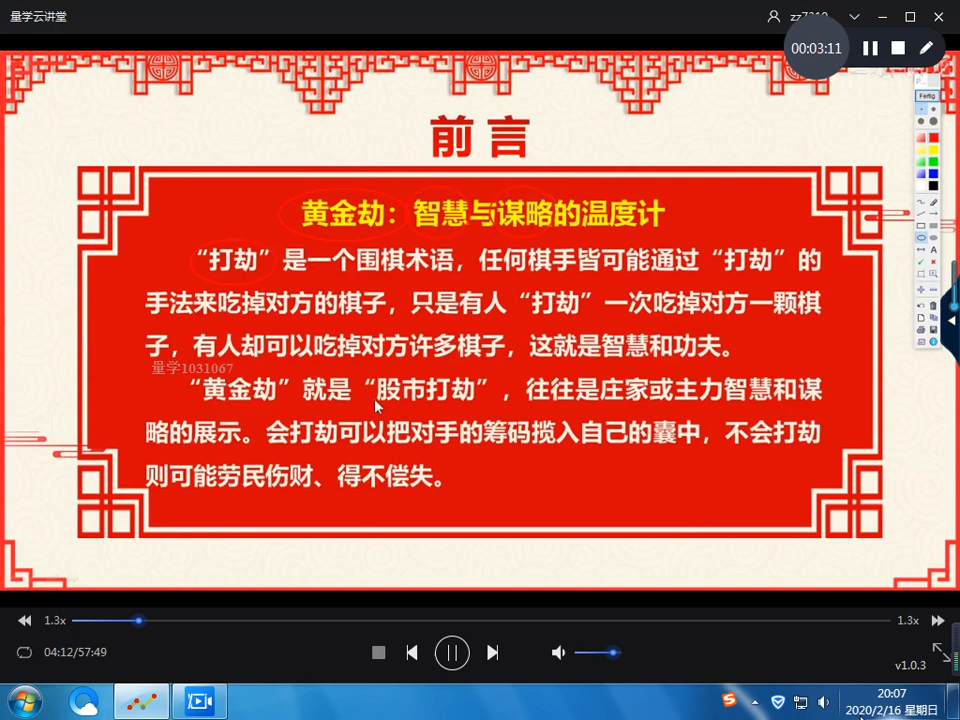 量学云讲堂
zz7210
00:03:11
Fertig
前言
黄金劫：智慧与谋略的温度计
“打劫”是一个围棋术语，任何棋手皆可能通过“打劫”的
手法来吃掉对方的棋子，只是有人“打劫”一次吃掉对方一颗棋
子，有人却可以吃掉对方许多棋子，这就是智慧和功夫。
量学1031067
“黄金劫”就是“股市打劫”，往往是庄家或主力智慧和谋
略的展示。会打劫可以把对手的筹码揽入自己的囊中，不会打劫
则可能劳民伤财、得不偿失。
1.3x
1.3x
04:12/57:49
v1.0.3
20:07
2020/2/16 星期日